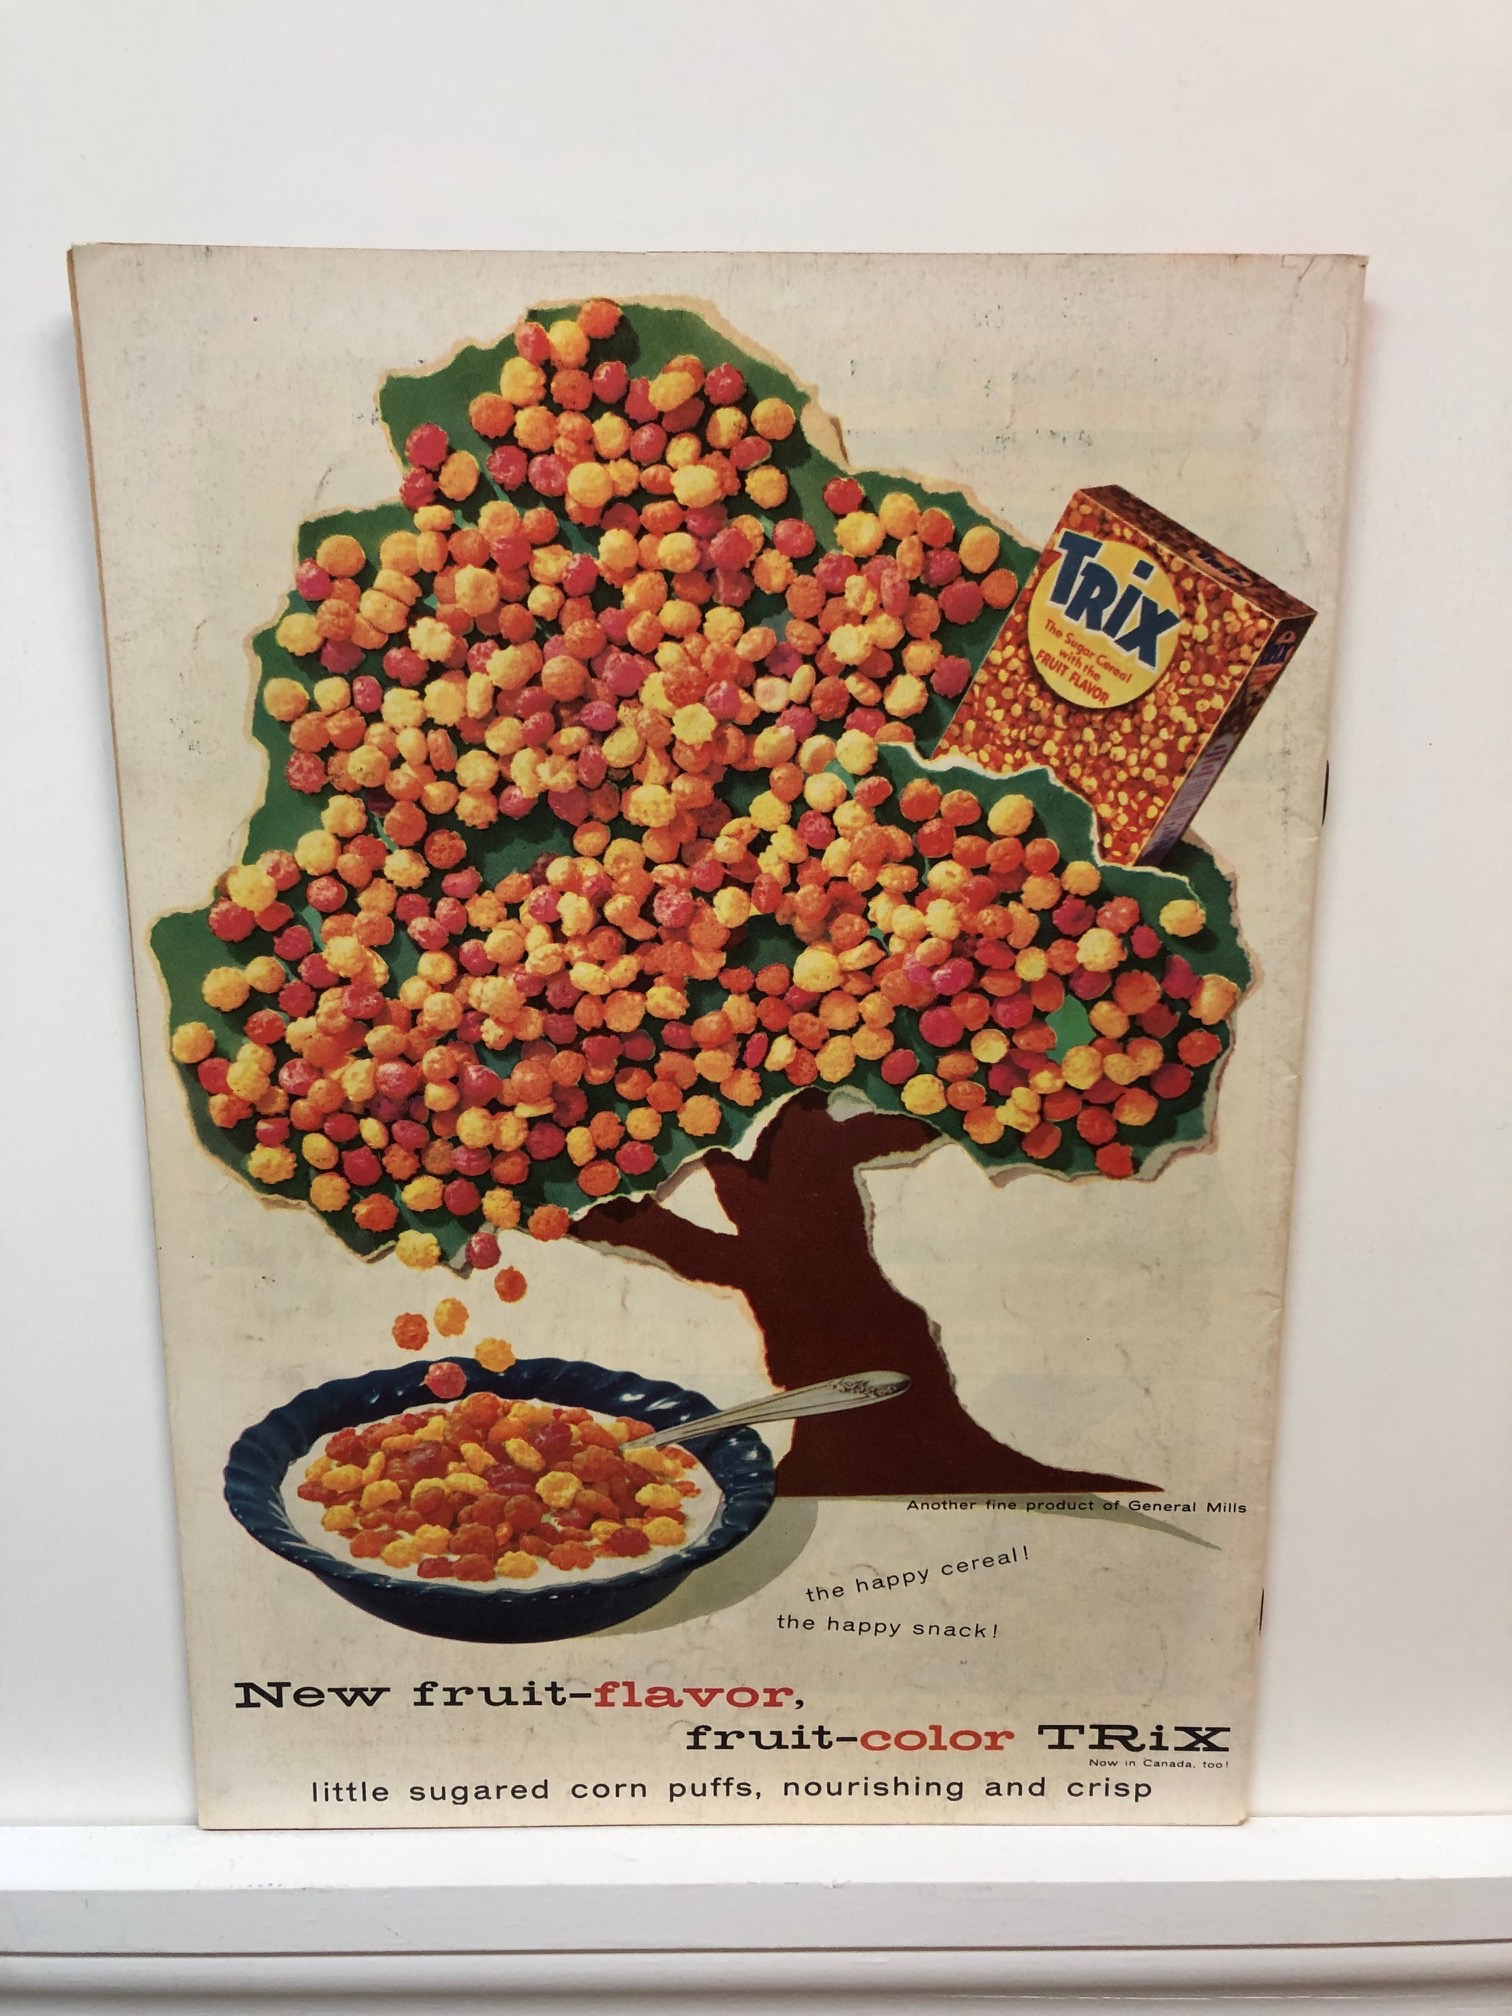 TRiX
The Sugar Cereal
with the
FRUIT FLAVOR
Another fine product of General Mills
the happy cereal!
the happy snack!
New fruit-flavor,
fruit-color TRiX
Now in Canada, too!
little sugared corn puffs, nourishing and crisp